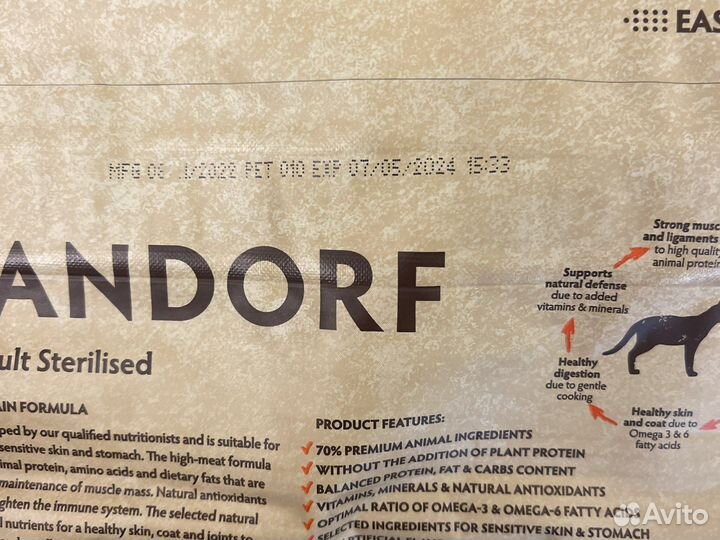 EAS
MFG 06 1/2022 PET 010 EXP 07/05/2024 15:33
ANDORF
ult Sterilised
AIN FORMULA
ped by our qualified nutritionists and is suitable for
sensitive skin and stomach. The high-meat formula
imal protein, amino acids and dietary fats that are
maintenance of muscle mass. Natural antioxidants
ghten the immune system. The selected natural
l nutrients for a healthy skin, coat and joints to
PRODUCT FEATURES:
70% PREMIUM ANIMAL INGREDIENTS
WITHOUT THE ADDITION OF PLANT PROTEIN
BALANCED PROTEIN, FAT & CARBS CONTENT
VITAMINS, MINERALS & NATURAL ANTIOXIDANTS
OPTIMAL RATIO OF OMEGA-3 & OMEGA-6 FATTY ACIDS
SELECTED INGREDIENTS FOR SENSITIVE SKIN & STOMACH
Strong musc
and ligaments
to high quality
animal protein
Supports
natural defense
due to added
vitamins & minerals
Healthy
digestion
due to gentle
cooking
Healthy skin
and coat due to
Omega 3 & 6
fatty acids
Avito